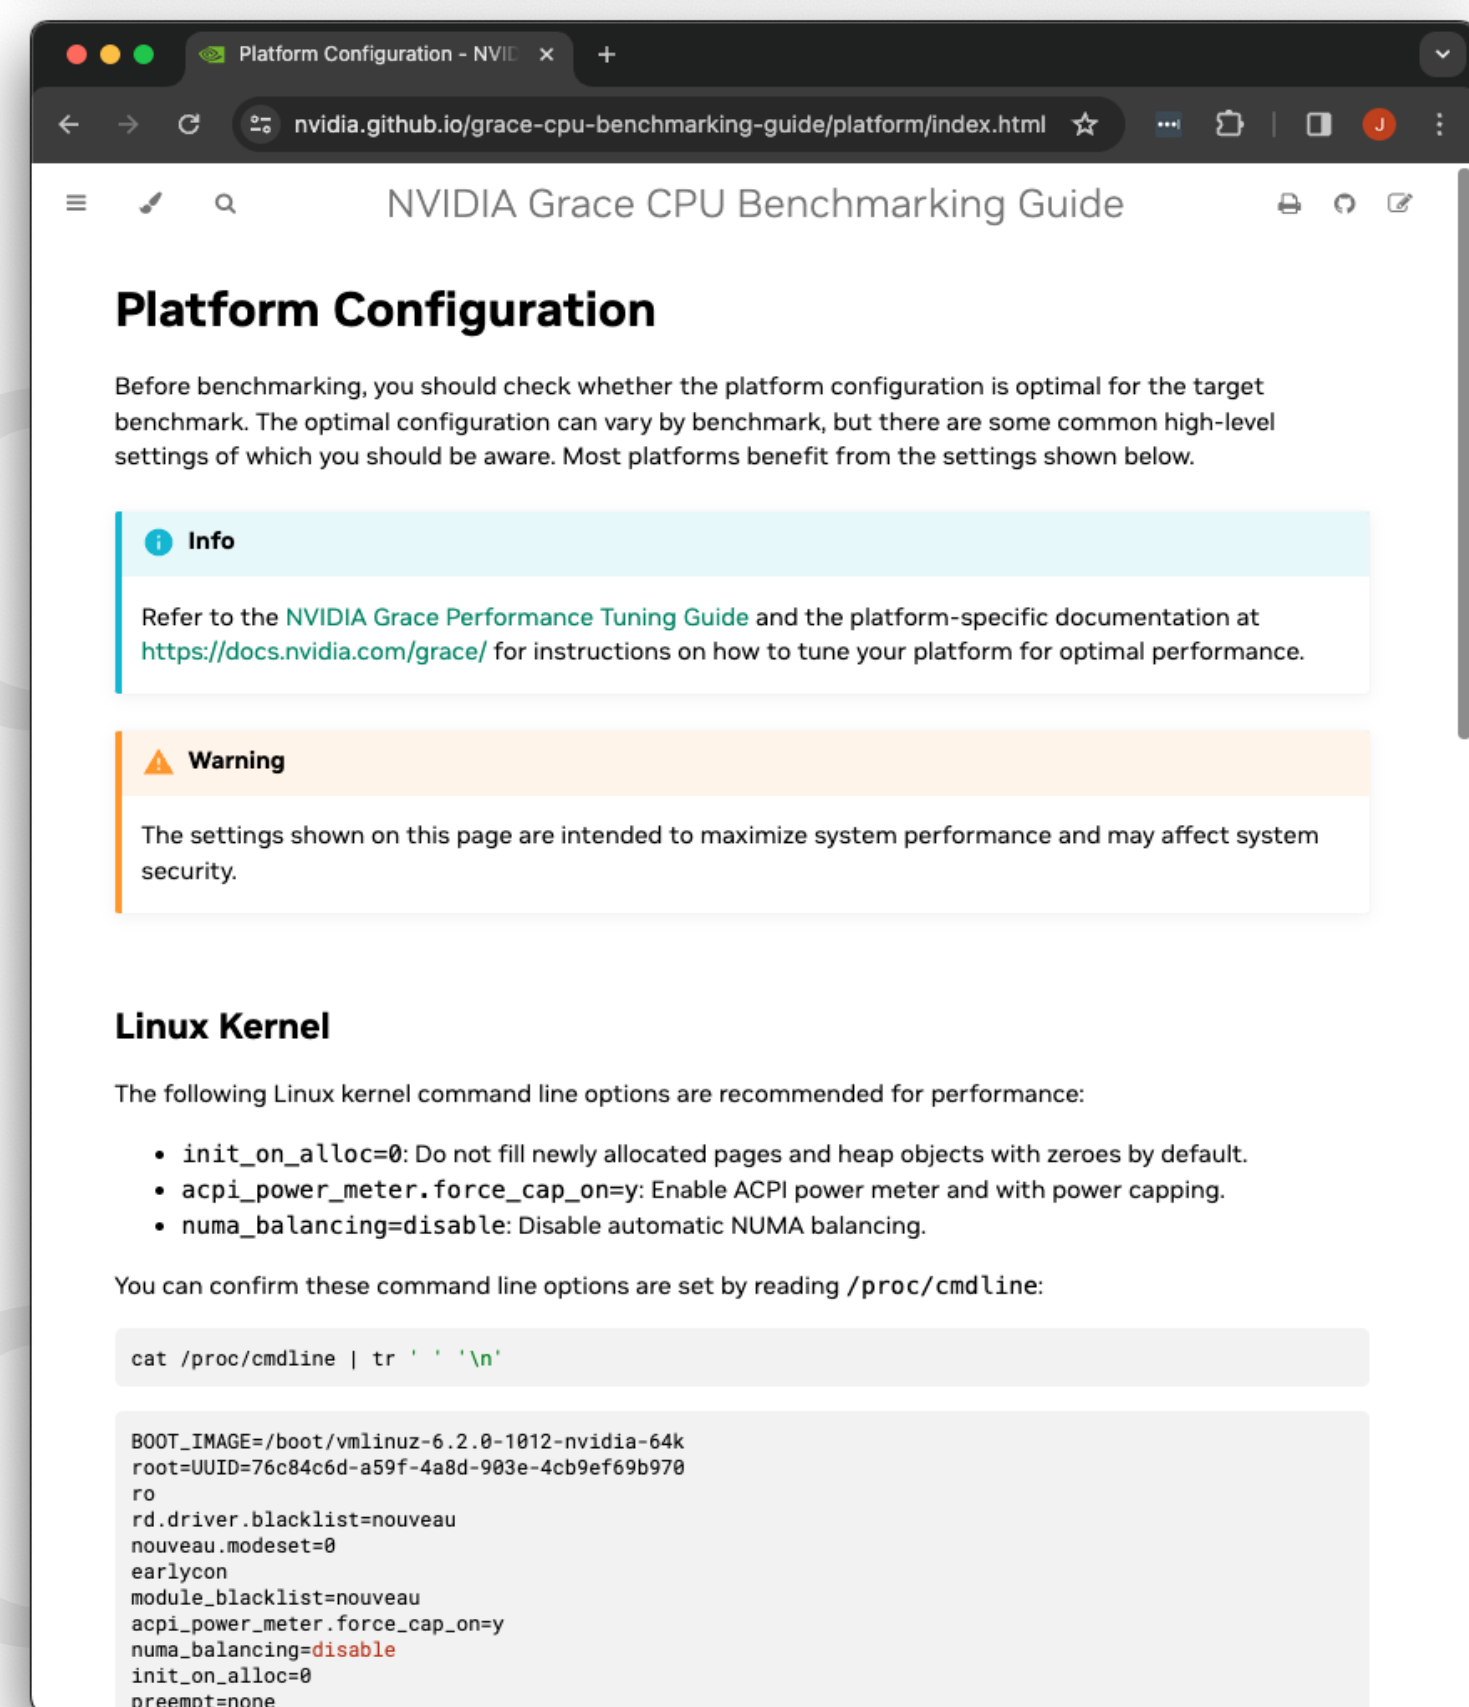 Platform Configuration - NVID
nvidia.github.io/grace-cpu-benchmarking-guide/platform/index.html
J
NVIDIA Grace CPU Benchmarking Guide
Platform Configuration
Before benchmarking, you should check whether the platform configuration is optimal for the target
benchmark. The optimal configuration can vary by benchmark, but there are some common high-level
settings of which you should be aware. Most platforms benefit from the settings shown below.
Info
Refer to the NVIDIA Grace Performance Tuning Guide and the platform-specific documentation at
https://docs.nvidia.com/grace/ for instructions on how to tune your platform for optimal performance.
Warning
The settings shown on this page are intended to maximize system performance and may affect system
security.
Linux Kernel
The following Linux kernel command line options are recommended for performance:
• init_on_alloc=0: Do not fill newly allocated pages and heap objects with zeroes by default.
• acpi_power_meter.force_cap_on=y: Enable ACPI power meter and with power capping.
• numa_balancing=disable: Disable automatic NUMA balancing.
You can confirm these command line options are set by reading /proc/cmdline:
cat /proc/cmdline | tr ' ' '\n'
BOOT_IMAGE=/boot/vmlinuz-6.2.0-1012-nvidia-64k
root=UUID=76c84c6d-a59f-4a8d-903e-4cb9ef69b970
ro
rd.driver.blacklist=nouveau
nouveau.modeset=0
earlycon
module_blacklist=nouveau
acpi_power_meter.force_cap_on=y
numa_balancing=disable
init_on_alloc=0
preempt=none